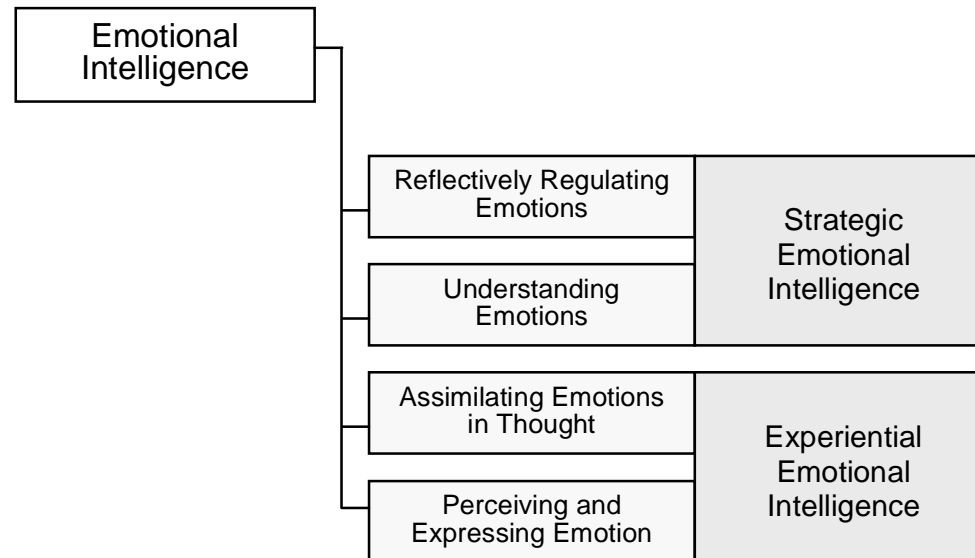 Emotional
Intelligence
Reflectively Regulating
Emotions
Strategic
Emotional
Intelligence
Understanding
Emotions
Assimilating Emotions
in Thought
Experiential
Emotional
Intelligence
Perceiving and
Expressing Emotion